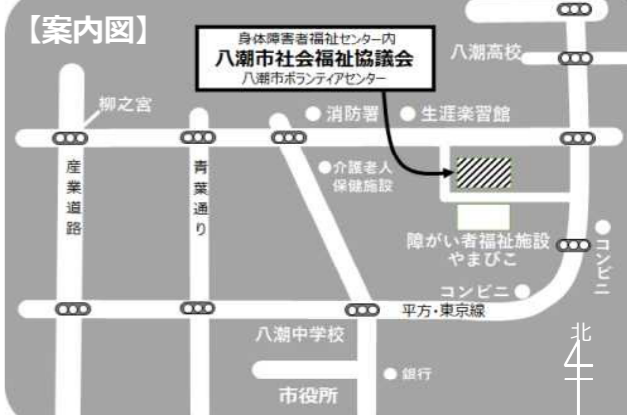 【案内図】
身体障害者福祉センター内
八潮市社会福祉協議会
八潮市ボランティアセンター
八潮高校
柳之宮
消防署
生涯楽習館
介護老人
保健施設
産業道路
青葉通り
障がい者福祉施設
やまびこ
コンビニ
コンビニ
平方・東京線
八潮中学校
北
銀行
市役所